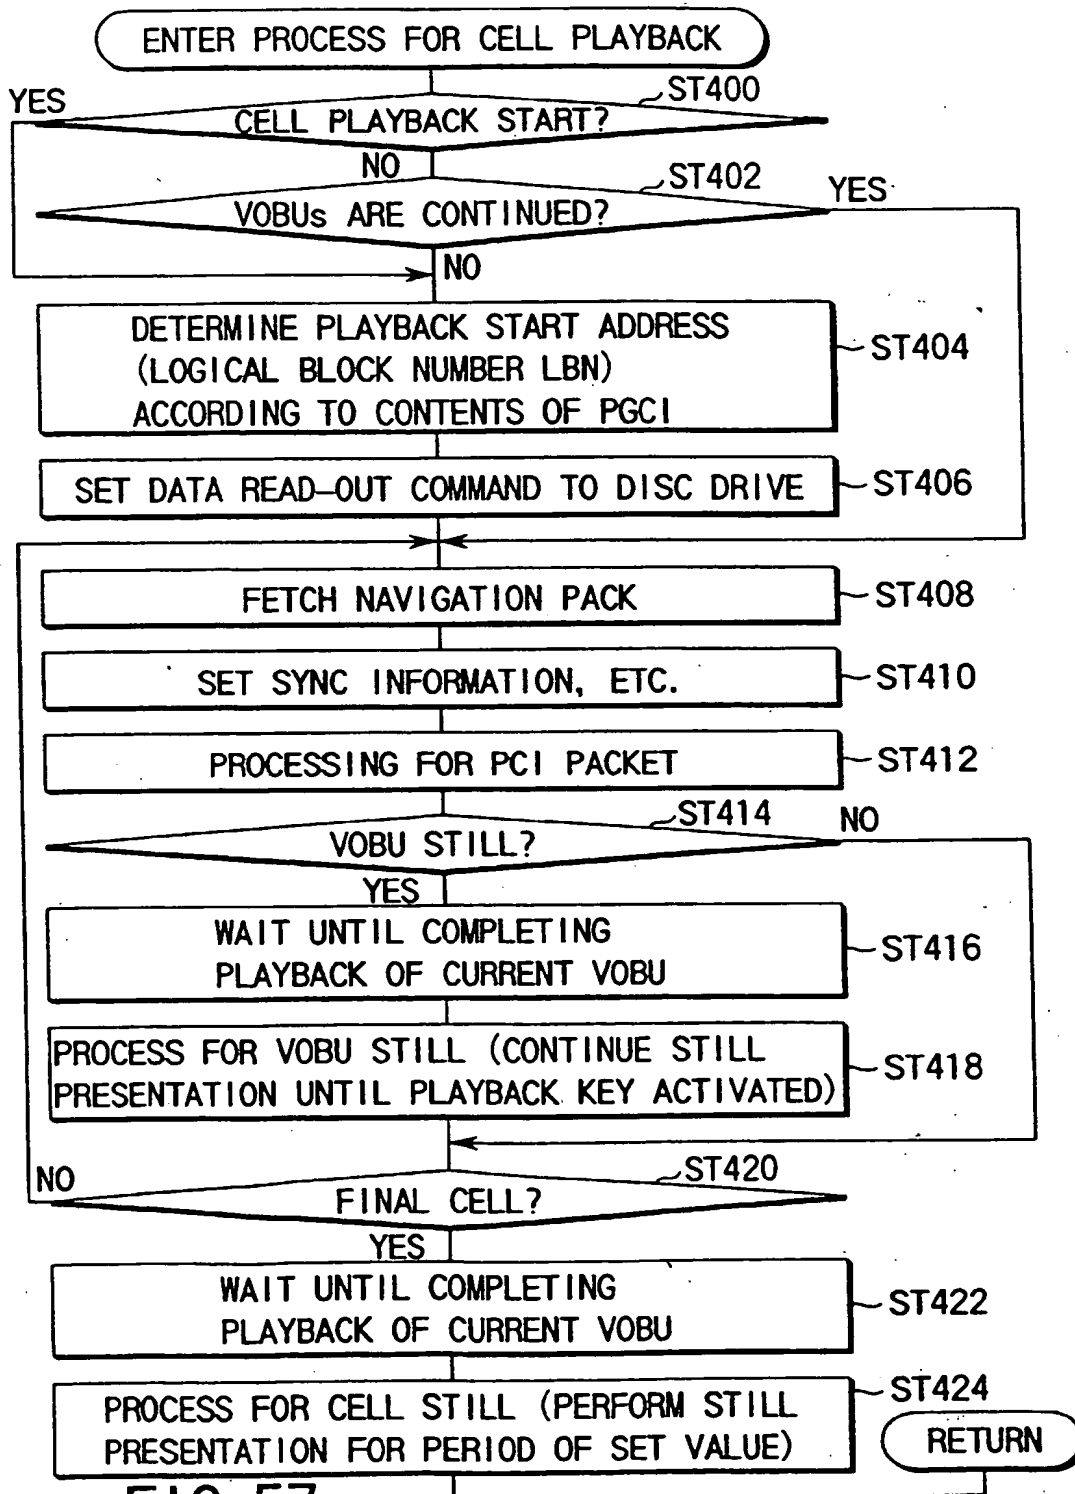 ENTER PROCESS FOR CELL PLAYBACK
YES
ST400
CELL PLAYBACK START?
NO
ST402
YES
VOBUs ARE CONTINUED?
NO
DETERMINE PLAYBACK START ADDRESS
(LOGICAL BLOCK NUMBER LBN)
ACCORDING TO CONTENTS OF PGCI
ST404
SET DATA READ-OUT COMMAND TO DISC DRIVE
ST406
FETCH NAVIGATION PACK
ST408
SET SYNC INFORMATION, ETC.
ST410
PROCESSING FOR PCI PACKET
ST412
ST414
NO
VOBU STILL?
YES
WAIT UNTIL COMPLETING
PLAYBACK OF CURRENT VOBU
ST416
PROCESS FOR VOBU STILL (CONTINUE STILL
PRESENTATION UNTIL PLAYBACK KEY ACTIVATED)
ST418
NO
ST420
FINAL CELL?
YES
WAIT UNTIL COMPLETING
PLAYBACK OF CURRENT VOBU
ST422
ST424
PROCESS FOR CELL STILL (PERFORM STILL
PRESENTATION FOR PERIOD OF SET VALUE)
RETURN
FIG. 57